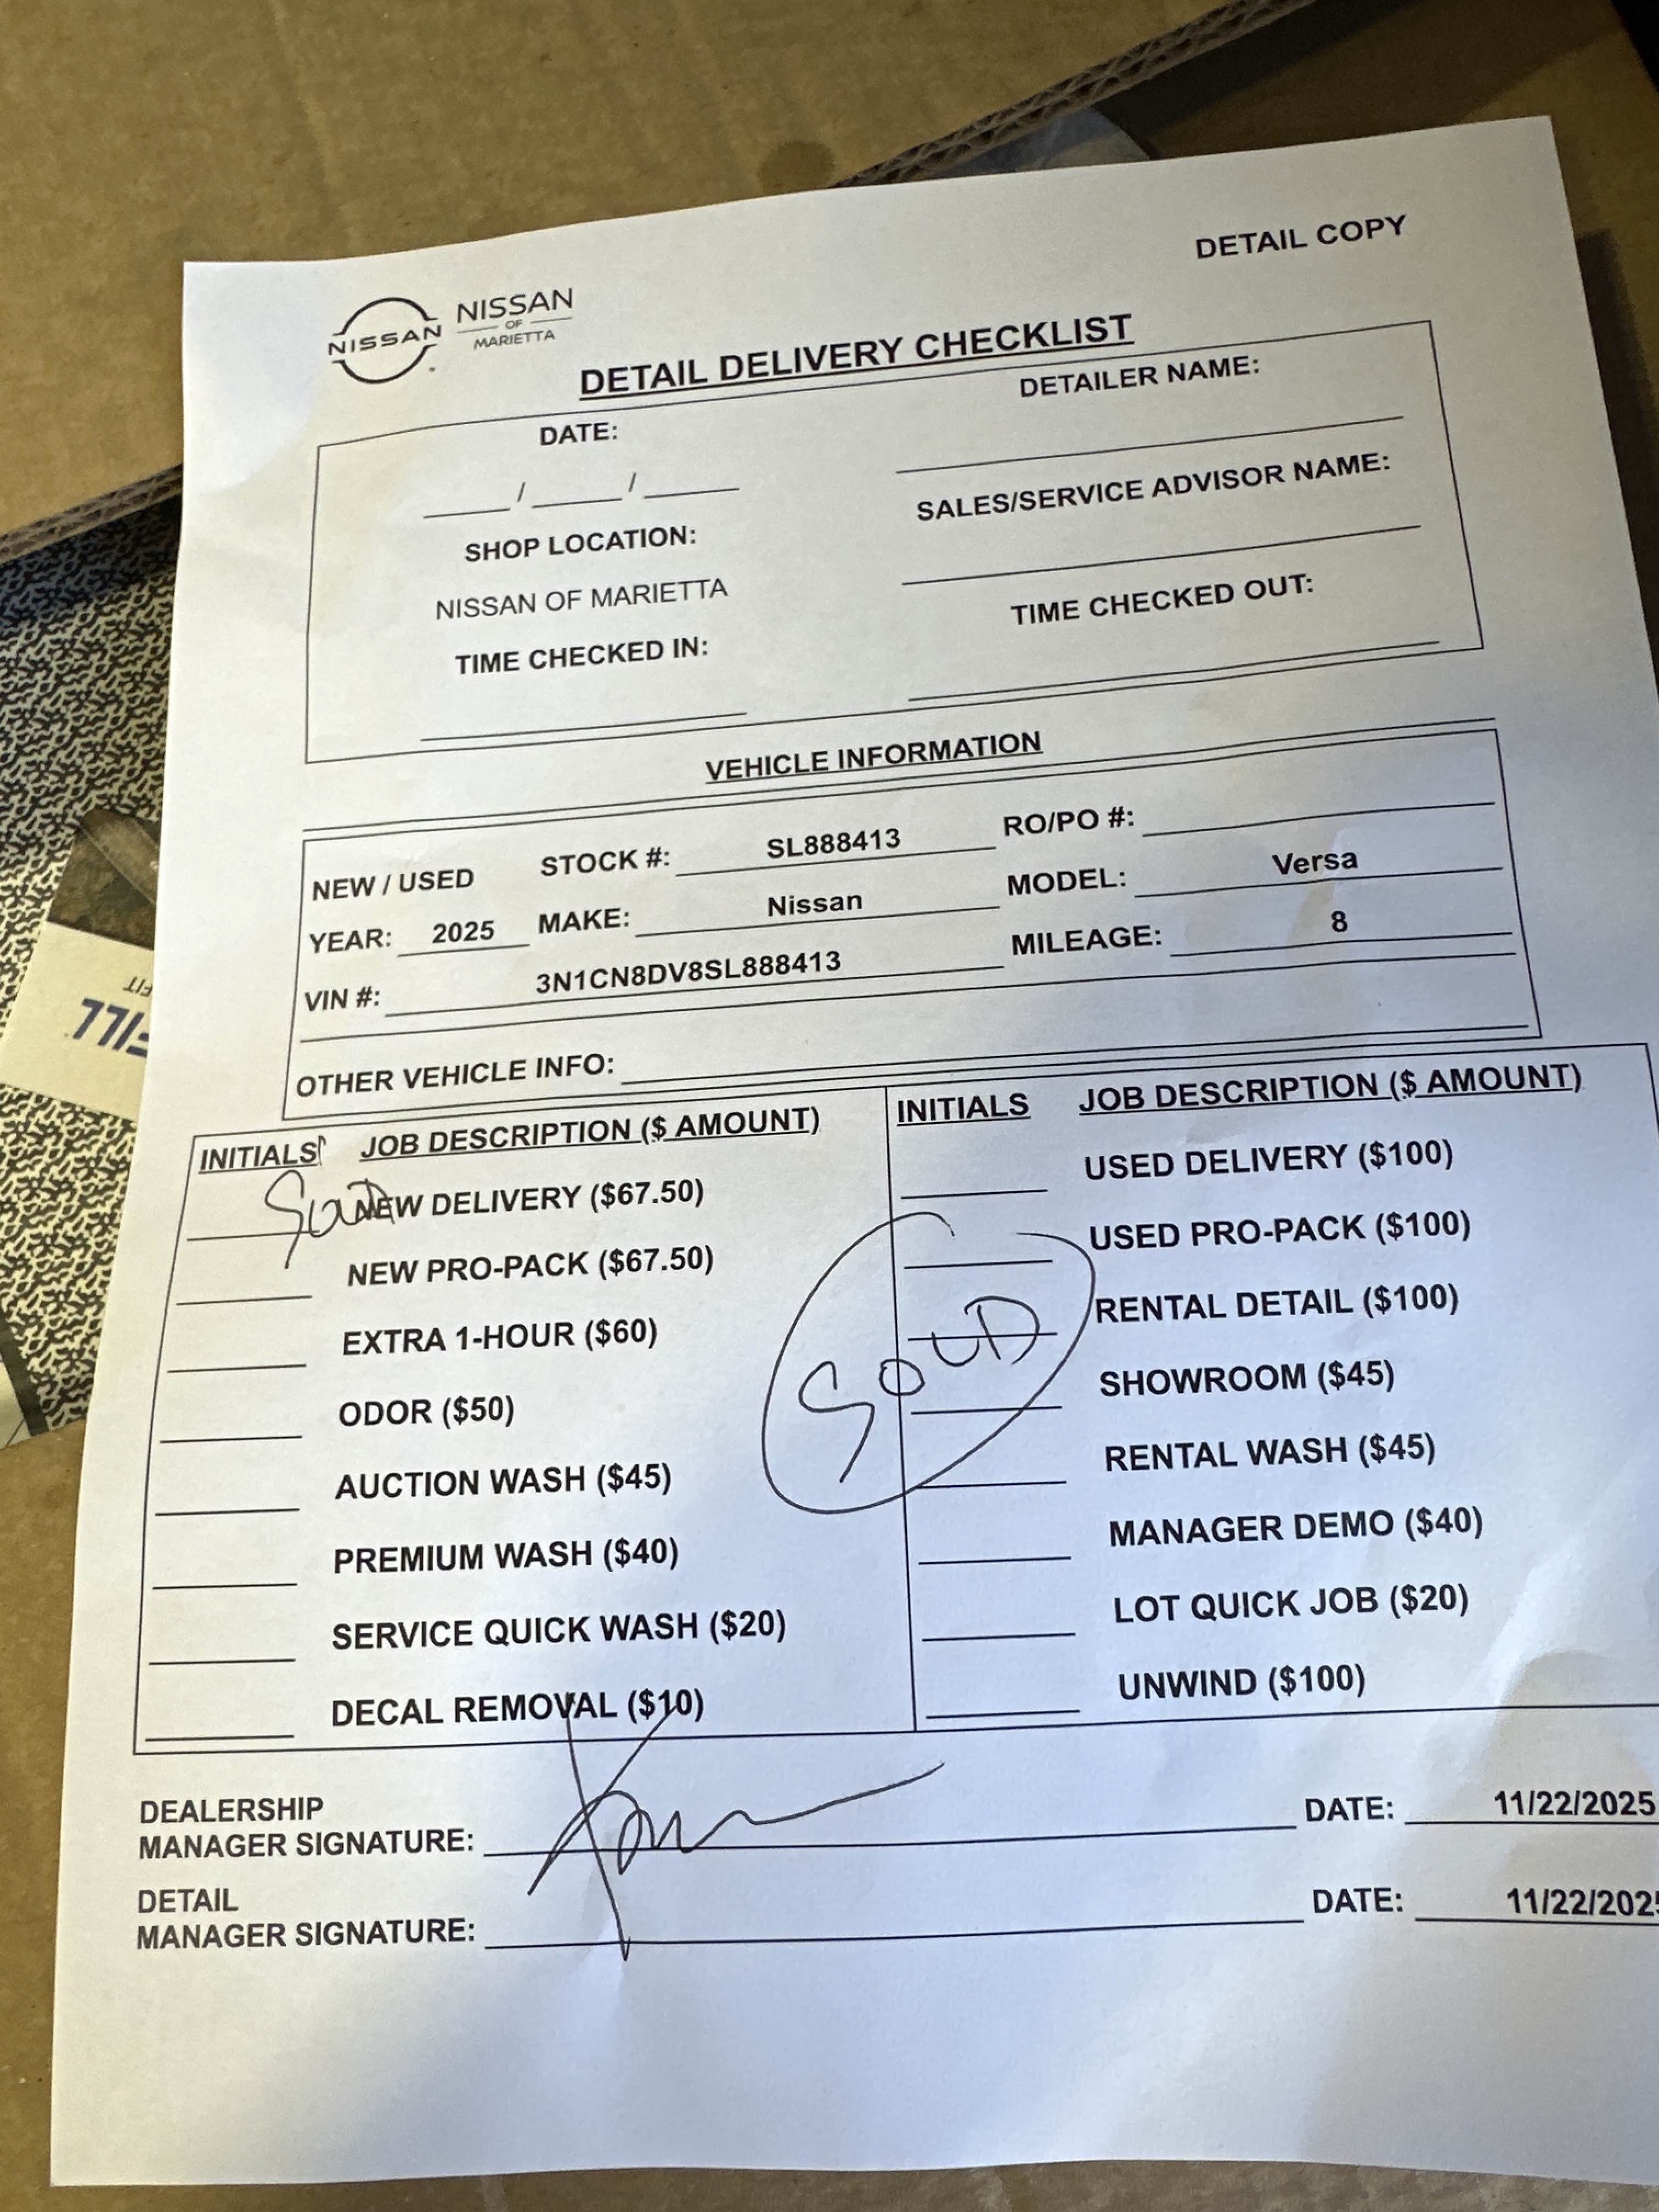 DETAIL COPY
NISSAN
NISSAN
OF
MARIETTA
DETAIL DELIVERY CHECKLIST
DATE:
DETAILER NAME:
/ /
SHOP LOCATION:
SALES/SERVICE ADVISOR NAME:
NISSAN OF MARIETTA
TIME CHECKED IN:
TIME CHECKED OUT:
VEHICLE INFORMATION
NEW / USED STOCK #: SL888413 RO/PO #:
YEAR: 2025 MAKE: Nissan MODEL: Versa
VIN #: 3N1CN8DV8SL888413 MILEAGE: 8
OTHER VEHICLE INFO:
INITIALS JOB DESCRIPTION ($ AMOUNT)
NEW DELIVERY ($67.50)
NEW PRO-PACK ($67.50)
EXTRA 1-HOUR ($60)
ODOR ($50)
AUCTION WASH ($45)
PREMIUM WASH ($40)
SERVICE QUICK WASH ($20)
DECAL REMOVAL ($10)
INITIALS JOB DESCRIPTION ($ AMOUNT)
USED DELIVERY ($100)
USED PRO-PACK ($100)
RENTAL DETAIL ($100)
SHOWROOM ($45)
RENTAL WASH ($45)
MANAGER DEMO ($40)
LOT QUICK JOB ($20)
UNWIND ($100)
SOLD
DEALERSHIP
MANAGER SIGNATURE: DATE: 11/22/2025
DETAIL
MANAGER SIGNATURE: DATE: 11/22/202
FIT
FILL